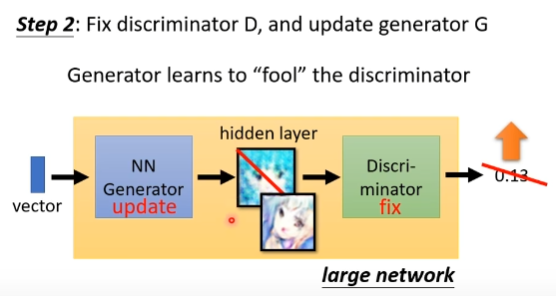 Step 2: Fix discriminator D, and update generator G
Generator learns to “fool” the discriminator
hidden layer
NN
Generator
update
Discri-
minator
fix
vector
0.13
large network